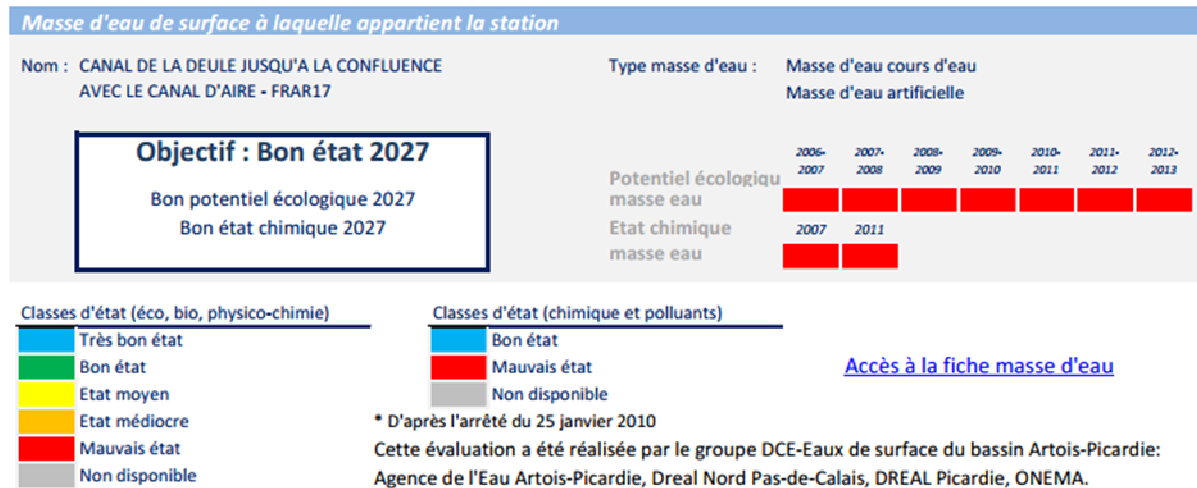 Masse d'eau de surface à laquelle appartient la station
Nom : CANAL DE LA DEULE JUSQU'A LA CONFLUENCE
AVEC LE CANAL D'AIRE - FRAR17
Type masse d'eau : Masse d'eau cours d'eau
Masse d'eau artificielle
Objectif : Bon état 2027
Bon potentiel écologique 2027
Bon état chimique 2027
2006- 2007- 2008- 2009- 2010- 2011- 2012-
2007 2008 2009 2010 2011 2012 2013
Potentiel écologiqu
masse eau
Etat chimique 2007 2011
masse eau
Classes d'état (éco, bio, physico-chimie)
Très bon état
Bon état
Etat moyen
Etat médiocre
Mauvais état
Non disponible
Classes d'état (chimique et polluants)
Bon état
Mauvais état
Non disponible
Accès à la fiche masse d'eau
* D'après l'arrêté du 25 janvier 2010
Cette évaluation a été réalisée par le groupe DCE-Eaux de surface du bassin Artois-Picardie:
Agence de l'Eau Artois-Picardie, Dreal Nord Pas-de-Calais, DREAL Picardie, ONEMA.